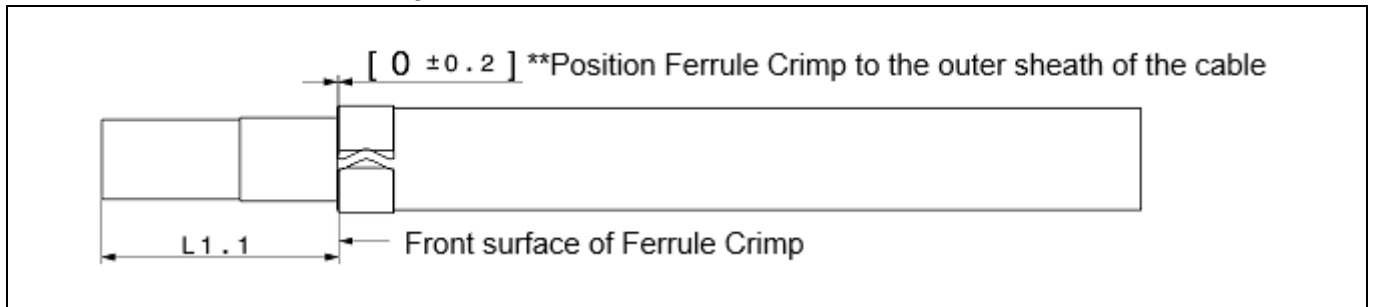 [ 0 ±0.2 ] **Position Ferrule Crimp to the outer sheath of the cable
L1.1
Front surface of Ferrule Crimp